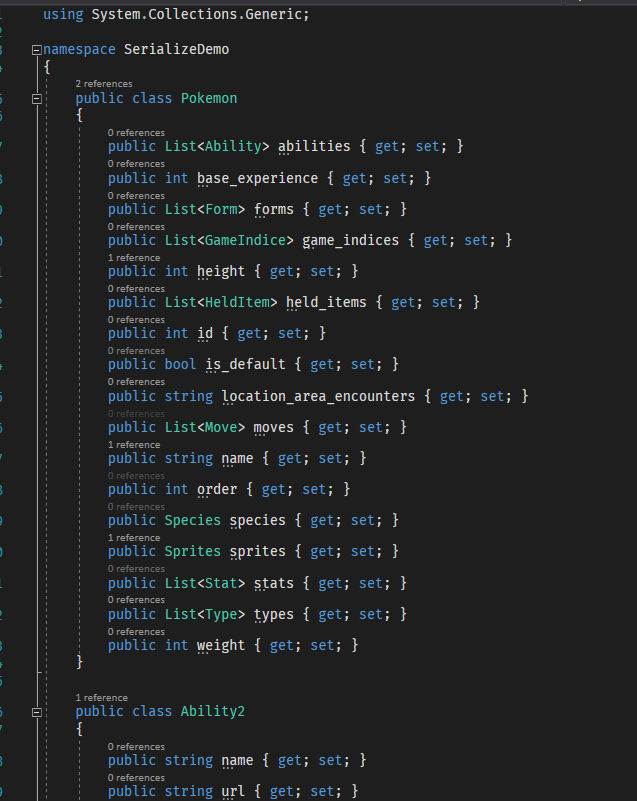 using System.Collections.Generic;
namespace SerializeDemo
{
2 references
public class Pokemon
{
0 references
public List<Ability> abilities { get; set; }
0 references
public int base_experience { get; set; }
0 references
public List<Form> forms { get; set; }
0 references
public List<GameIndice> game_indices { get; set; }
1 reference
public int height { get; set; }
0 references
public List<HeldItem> held_items { get; set; }
0 references
public int id { get; set; }
0 references
public bool is_default { get; set; }
0 references
public string location_area_encounters { get; set; }
0 references
public List<Move> moves { get; set; }
1 reference
public string name { get; set; }
0 references
public int order { get; set; }
0 references
public Species species { get; set; }
1 reference
public Sprites sprites { get; set; }
0 references
public List<Stat> stats { get; set; }
0 references
public List<Type> types { get; set; }
0 references
public int weight { get; set; }
}
1 reference
public class Ability2
{
0 references
public string name { get; set; }
0 references
public string url { get; set; }